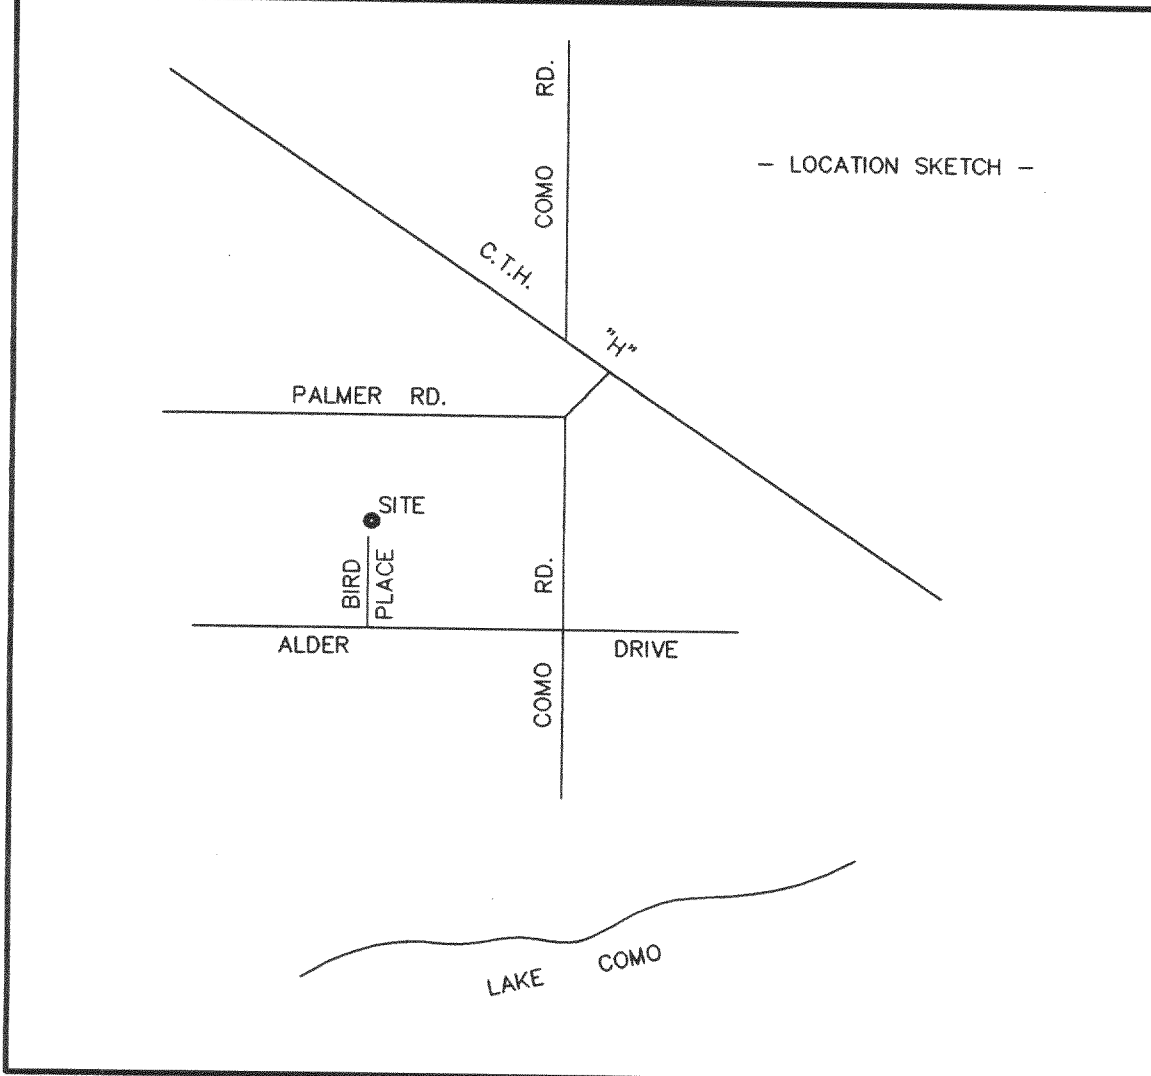 COMO RD.
– LOCATION SKETCH –
C.T.H. "H"
PALMER RD.
SITE
BIRD
PLACE
COMO RD.
ALDER DRIVE
LAKE COMO